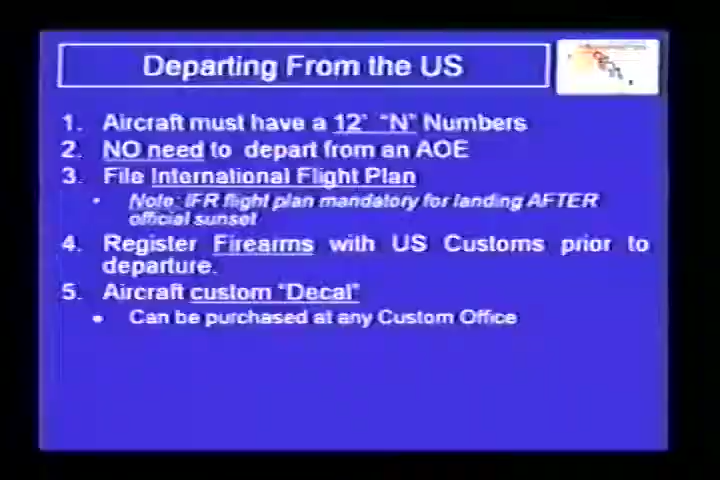 Departing From the US
1. Aircraft must have a 12" "N" Numbers
2. NO need to depart from an AOE
3. File International Flight Plan
• Note: IFR flight plan mandatory for landing AFTER
official sunset
4. Register Firearms with US Customs prior to
departure.
5. Aircraft custom "Decal"
• Can be purchased at any Custom Office